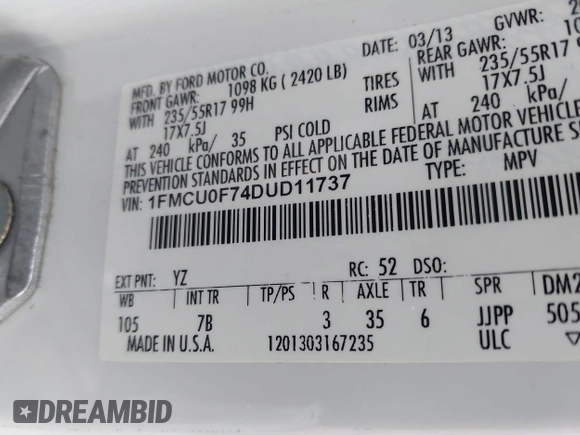 MFD. BY FORD MOTOR CO.
DATE: 03/13
GVWR:
FRONT GAWR: 1098 KG ( 2420 LB)
REAR GAWR:
WITH 235/55R17 99H TIRES
WITH 235/55R17
17X7.5J RIMS
17X7.5J
AT 240 kPa/ 35 PSI COLD
AT 240 kPa/
THIS VEHICLE CONFORMS TO ALL APPLICABLE FEDERAL MOTOR VEHICLE
PREVENTION STANDARDS IN EFFECT ON THE DATE OF MANUFACTURE
VIN: 1FMCU0F74DUD11737
TYPE: MPV
EXT PNT: YZ RC: 52 DSO:
WB INT TR TP/PS R AXLE TR SPR
105 7B 3 35 6 JJPP
MADE IN U.S.A. 1201303167235 ULC
DREAMBID